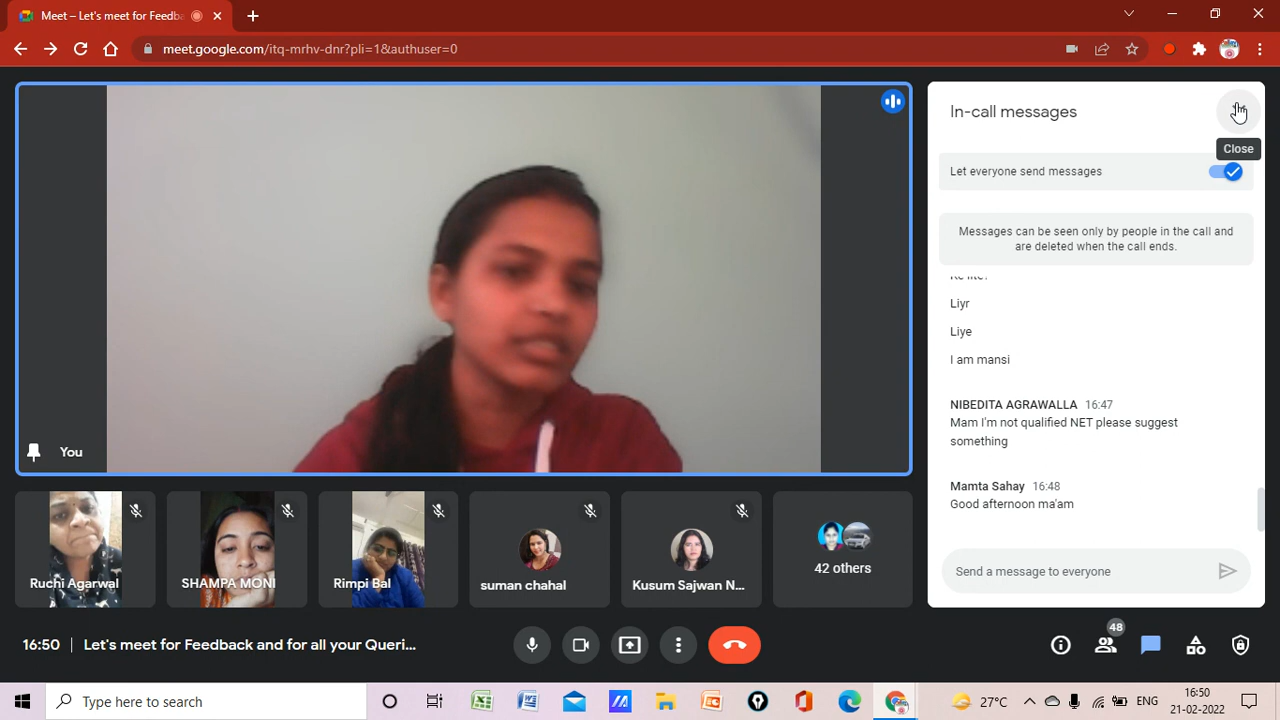 Meet – Let's meet for Feedba
meet.google.com/itq-mrhv-dnr?pli=1&authuser=0
In-call messages
Close
Let everyone send messages
Messages can be seen only by people in the call and
are deleted when the call ends.
Liyr
Liye
I am mansi
NIBEDITA AGRAWALLA 16:47
Mam I'm not qualified NET please suggest
something
Mamta Sahay 16:48
Good afternoon ma'am
Send a message to everyone
You
Ruchi Agarwal
SHAMPA MONI
Rimpi Bal
suman chahal
Kusum Sajwan N...
42 others
16:50 | Let's meet for Feedback and for all your Queri...
48
Type here to search
27°C
ENG
6:50
21-02-2022